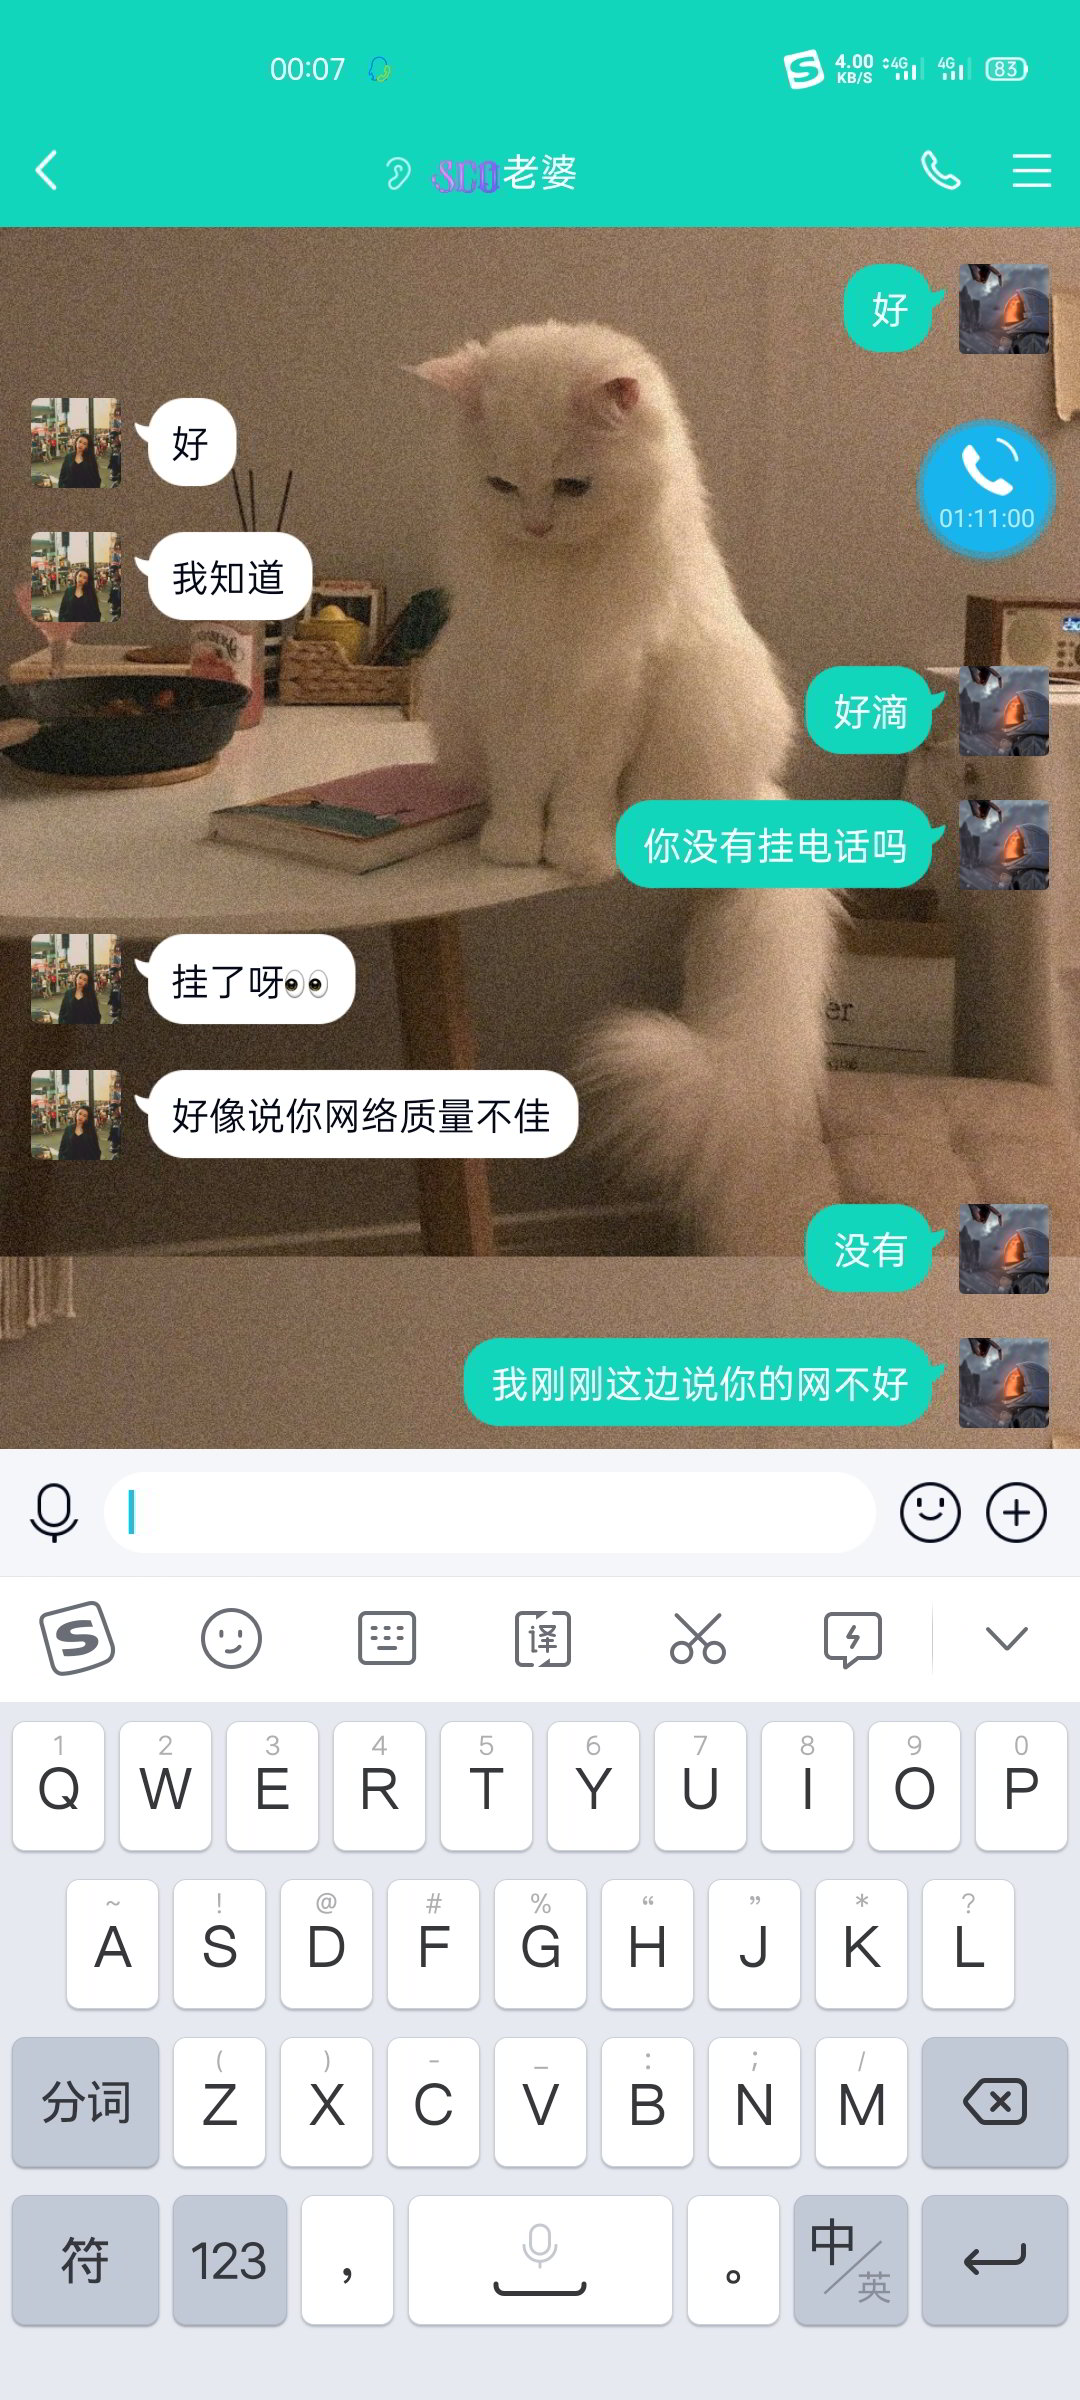 00:07
4.00
KB/S
4G
4G
83
SCO老婆
好
好
01:11:00
我知道
好滴
你没有挂电话吗
挂了呀👀
好像说你网络质量不佳
没有
我刚刚这边说你的网不好
译
1 2 3 4 5 6 7 8 9 0
Q W E R T Y U I O P
~ ! @ # % “ ” * ?
A S D F G H J K L
( ) - _ : ; /
分词 Z X C V B N M
符 123 , 。 中/英